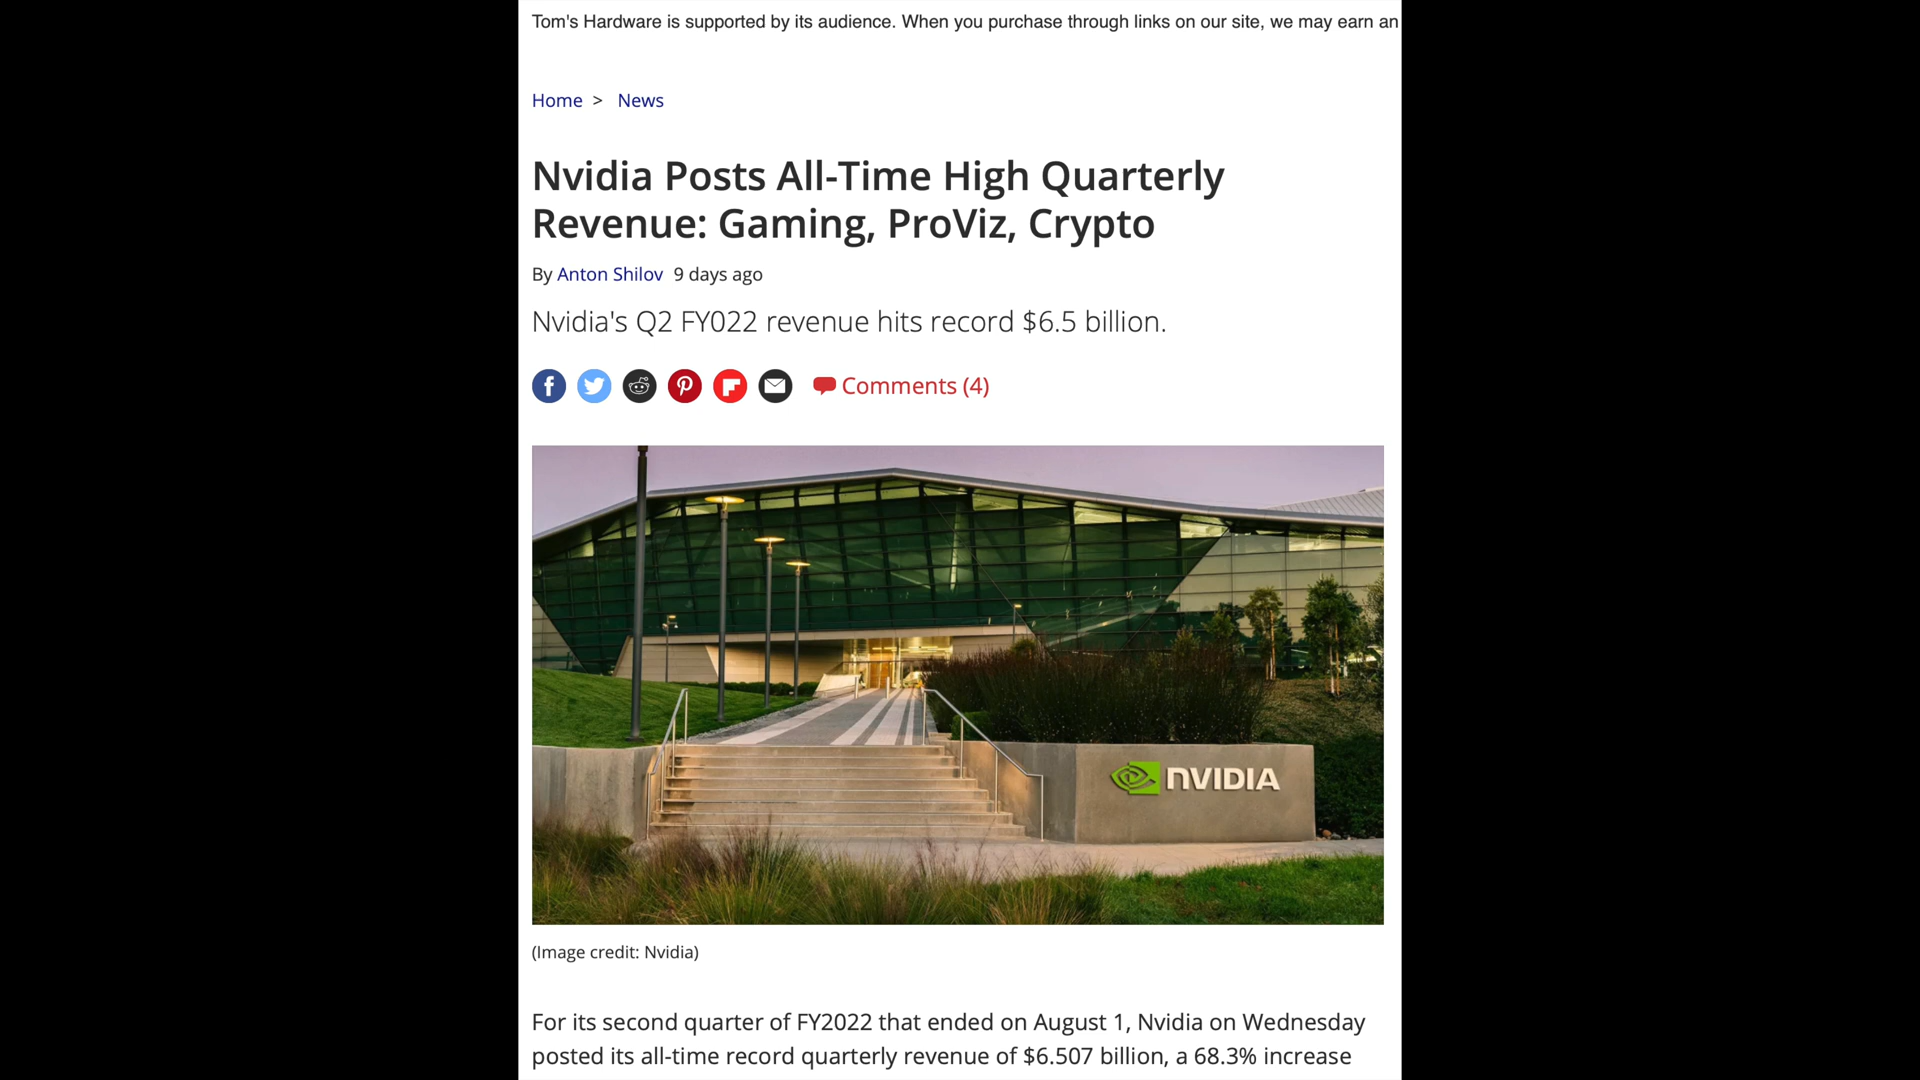 Tom's Hardware is supported by its audience. When you purchase through links on our site, we may earn an
Home > News
Nvidia Posts All-Time High Quarterly
Revenue: Gaming, ProViz, Crypto
By Anton Shilov 9 days ago
Nvidia's Q2 FY022 revenue hits record $6.5 billion.
Comments (4)
NVIDIA
(Image credit: Nvidia)
For its second quarter of FY2022 that ended on August 1, Nvidia on Wednesday
posted its all-time record quarterly revenue of $6.507 billion, a 68.3% increase